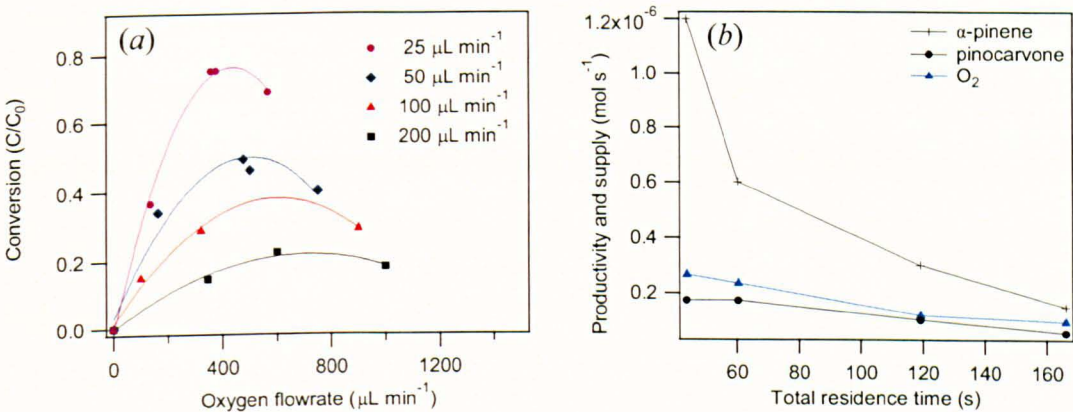 (a)
25 μL min⁻¹
50 μL min⁻¹
100 μL min⁻¹
200 μL min⁻¹
Conversion (C/C₀)
0.8
0.6
0.4
0.2
0.0
0
400
800
1200
Oxygen flowrate (μL min⁻¹)
(b)
α-pinene
pinocarvone
O₂
Productivity and supply (mol s⁻¹)
1.2x10⁻⁶
1.0
0.8
0.6
0.4
0.2
60
80
100
120
140
160
Total residence time (s)